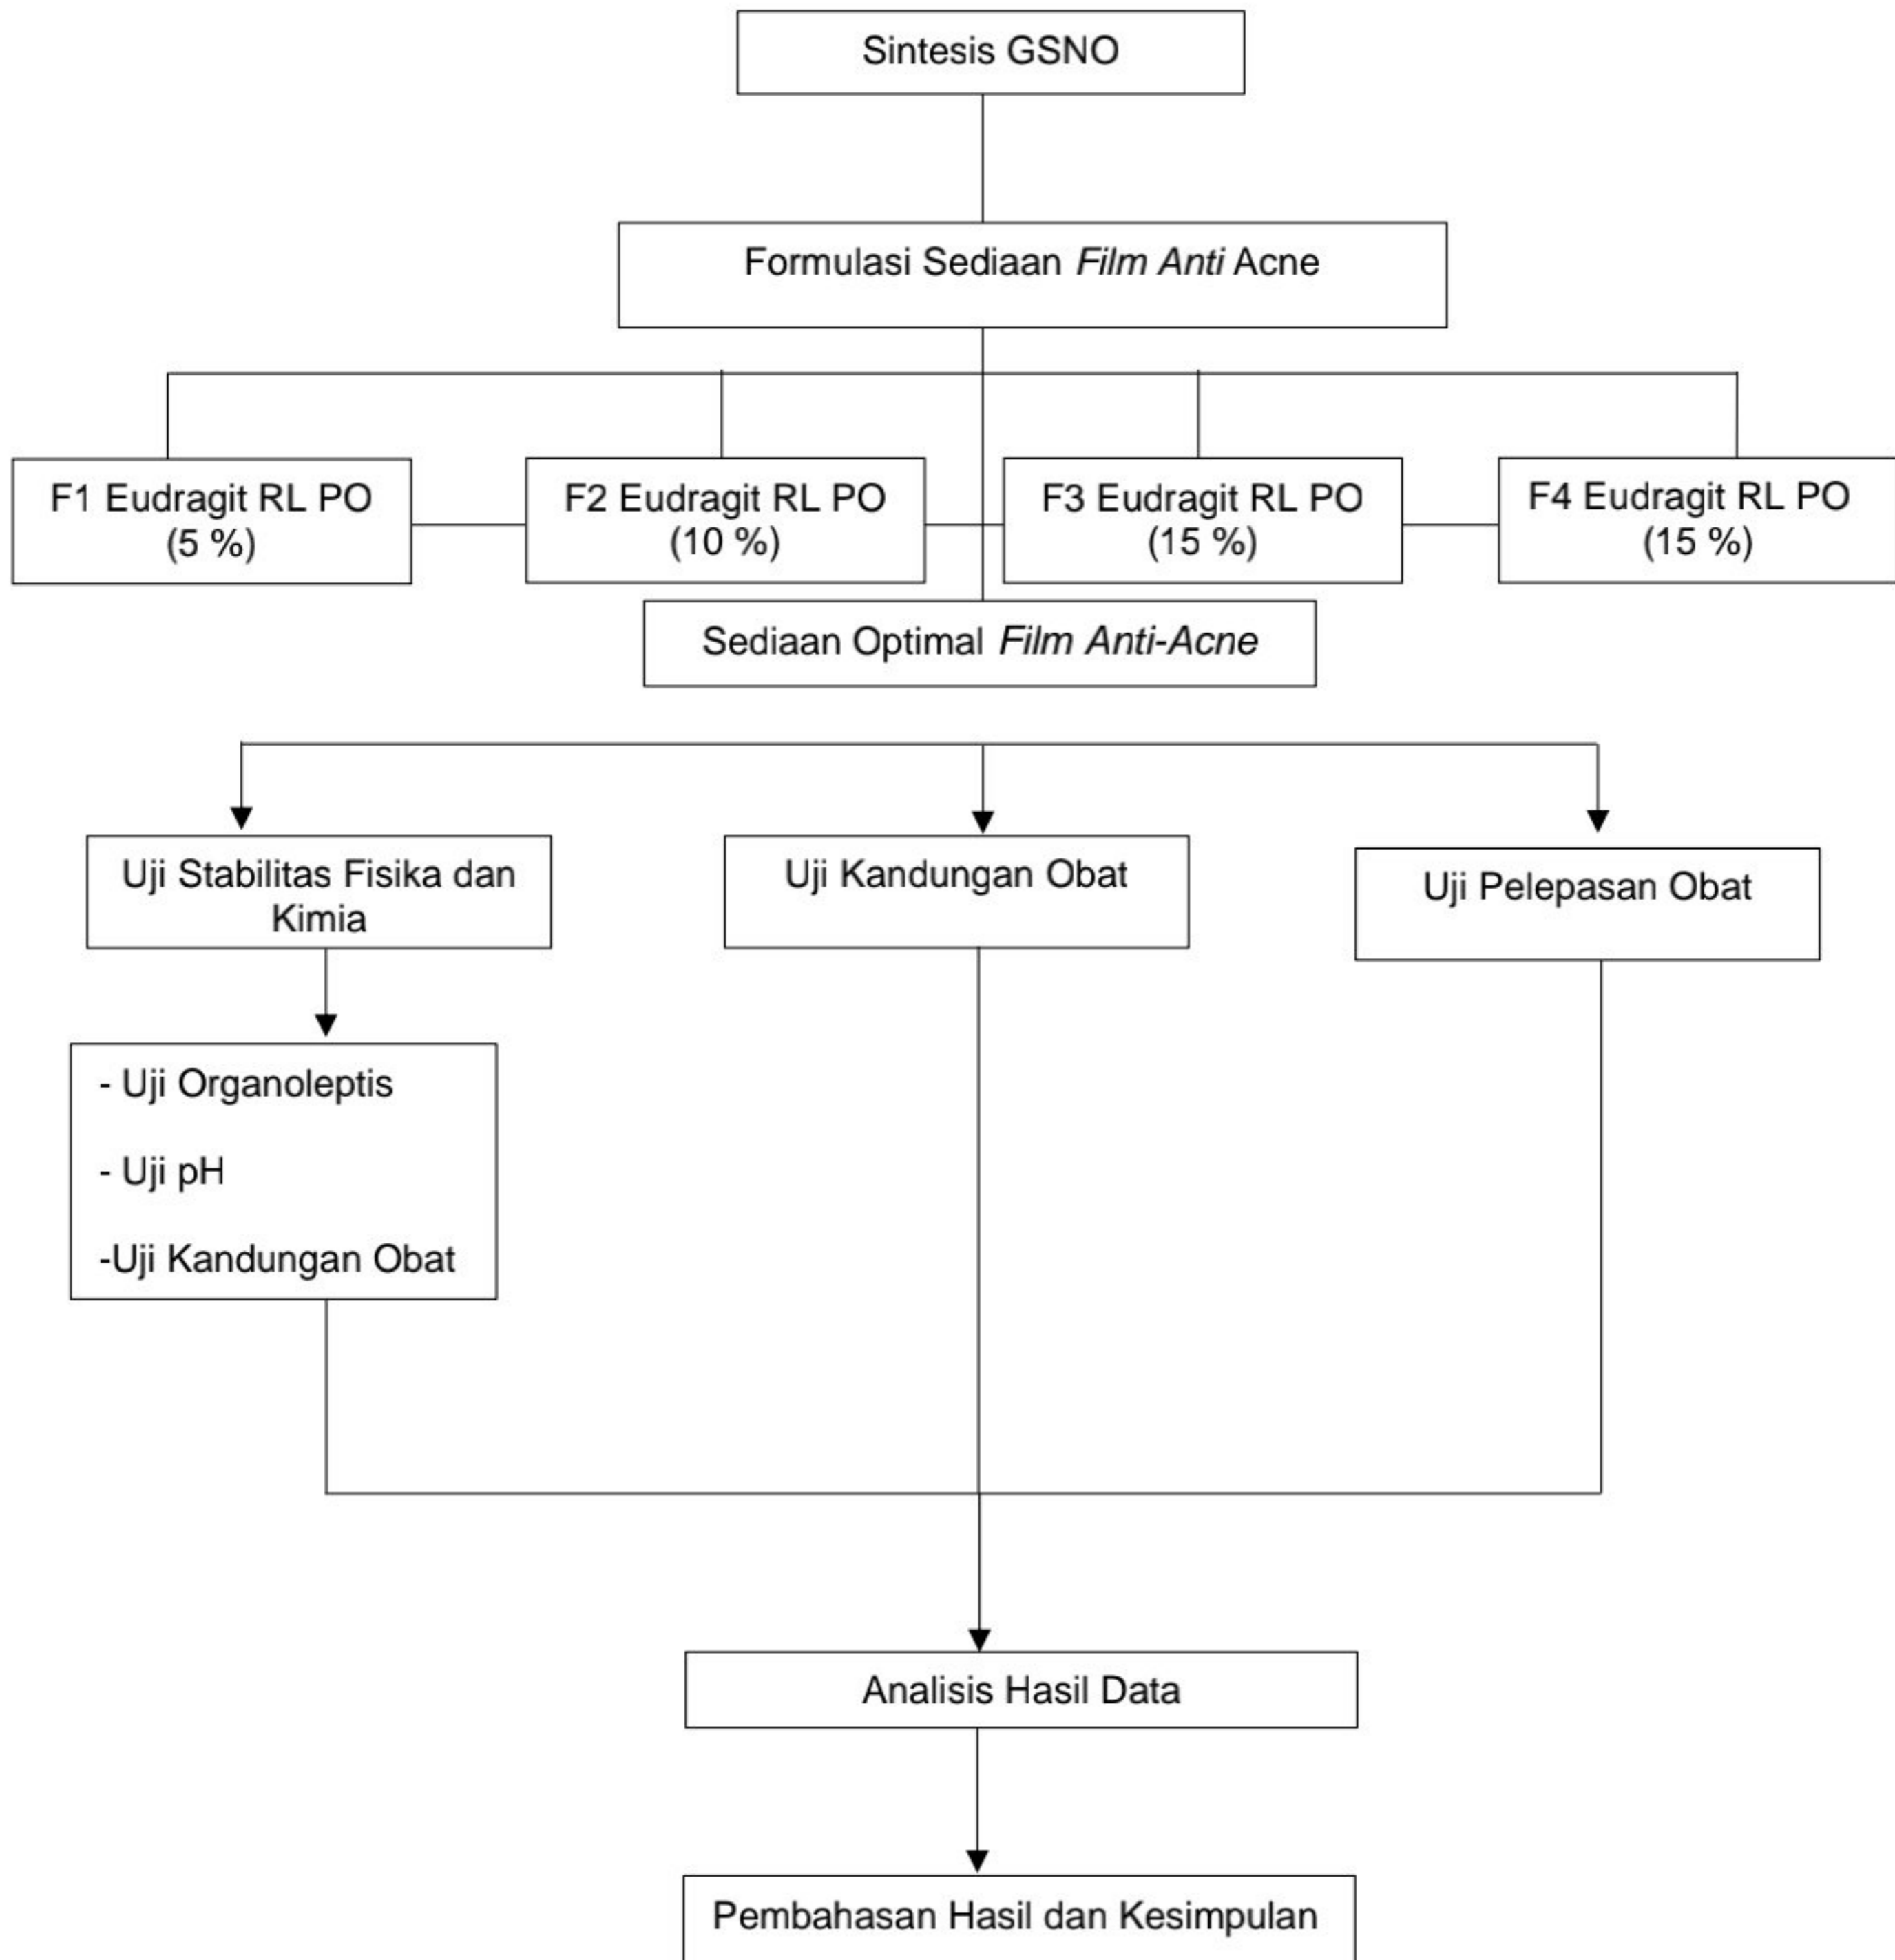 Sintesis GSNO
Formulasi Sediaan Film Anti Acne
F1 Eudragit RL PO
(5 %)
F2 Eudragit RL PO
(10 %)
F3 Eudragit RL PO
(15 %)
F4 Eudragit RL PO
(15 %)
Sediaan Optimal Film Anti-Acne
Uji Stabilitas Fisika dan
Kimia
Uji Kandungan Obat
Uji Pelepasan Obat
- Uji Organoleptis
- Uji pH
-Uji Kandungan Obat
Analisis Hasil Data
Pembahasan Hasil dan Kesimpulan